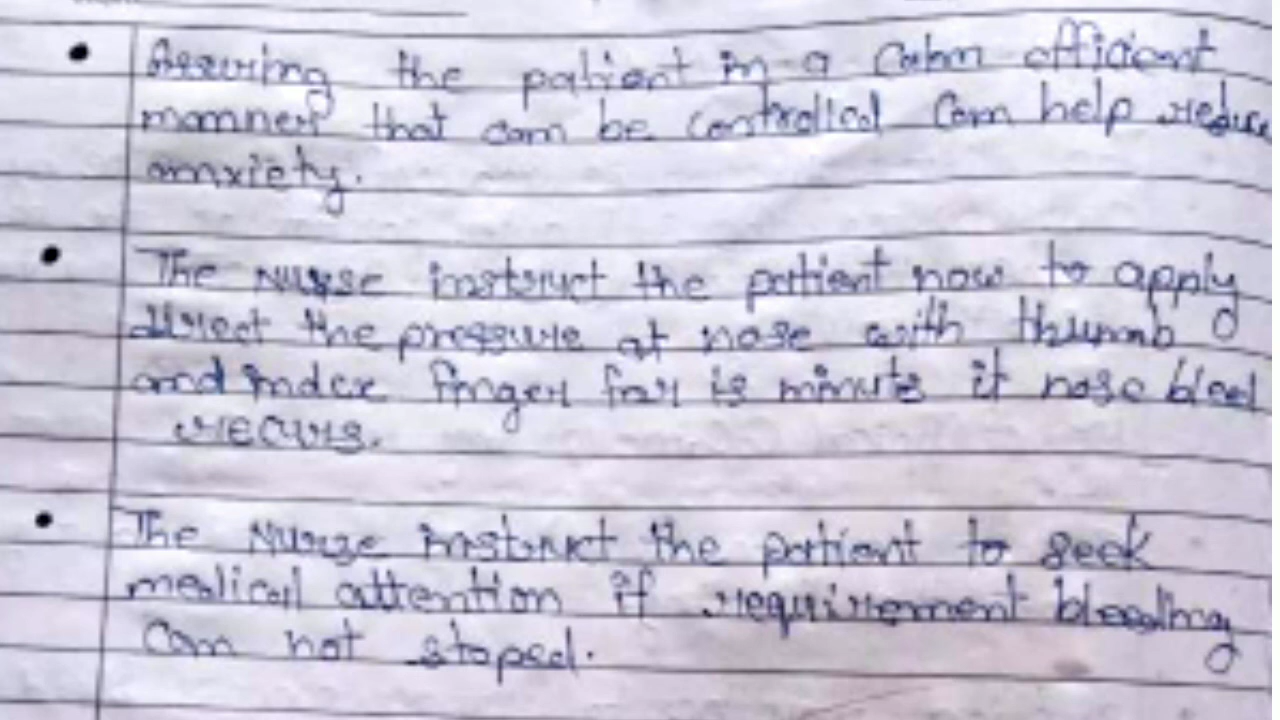 Assuring the patient in a calm efficient
manner that can be controlled can help reduce
anxiety.
The nurse instruct the patient now to apply
direct the pressure at nose with thumb
and index finger for 15 minute it nose bleed
recurs.
The nurse instruct the patient to seek
medical attention if requirement bleeding
can not stoped.